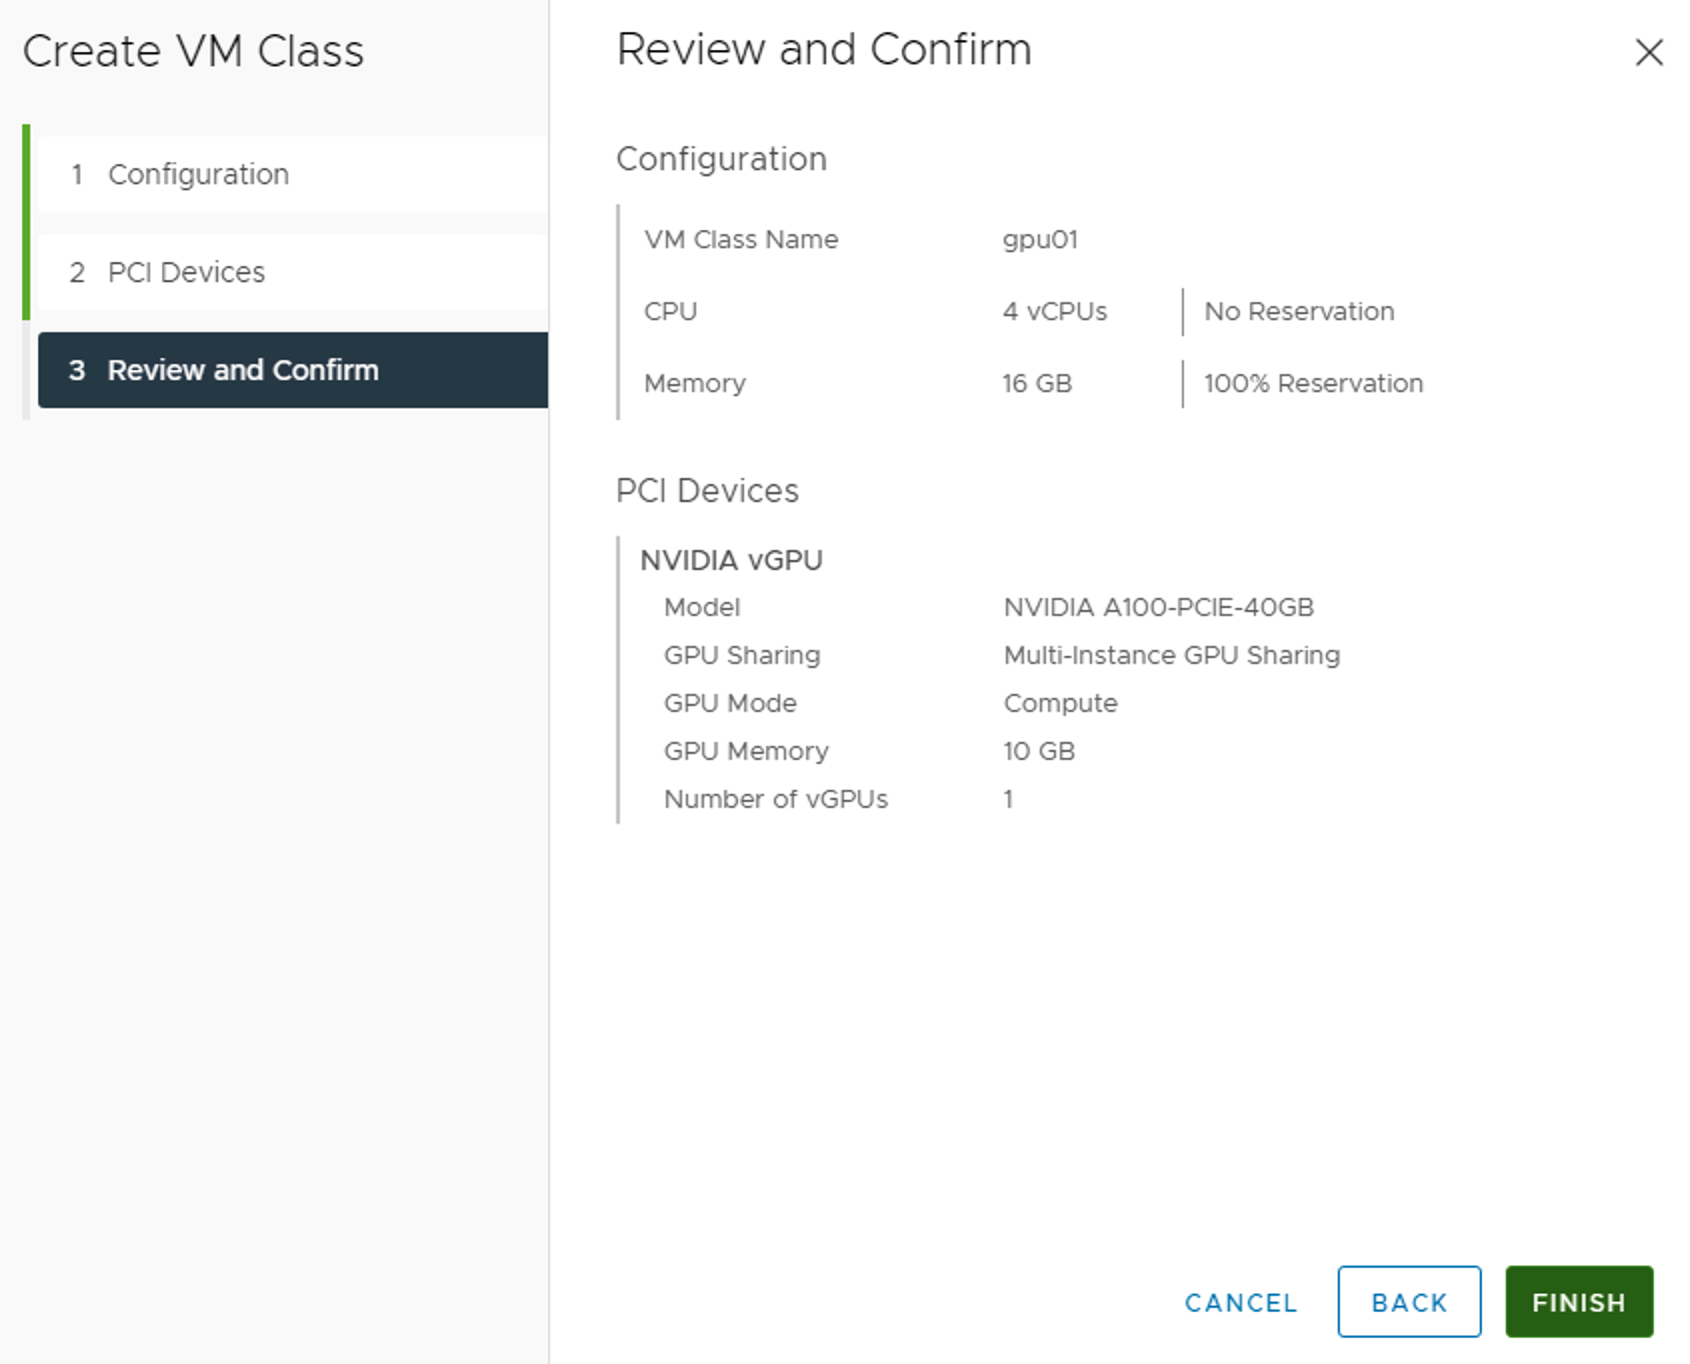 Create VM Class
1 Configuration
2 PCI Devices
3 Review and Confirm
Review and Confirm
Configuration
VM Class Name gpu01
CPU 4 vCPUs No Reservation
Memory 16 GB 100% Reservation
PCI Devices
NVIDIA vGPU
Model NVIDIA A100-PCIE-40GB
GPU Sharing Multi-Instance GPU Sharing
GPU Mode Compute
GPU Memory 10 GB
Number of vGPUs 1
CANCEL BACK FINISH